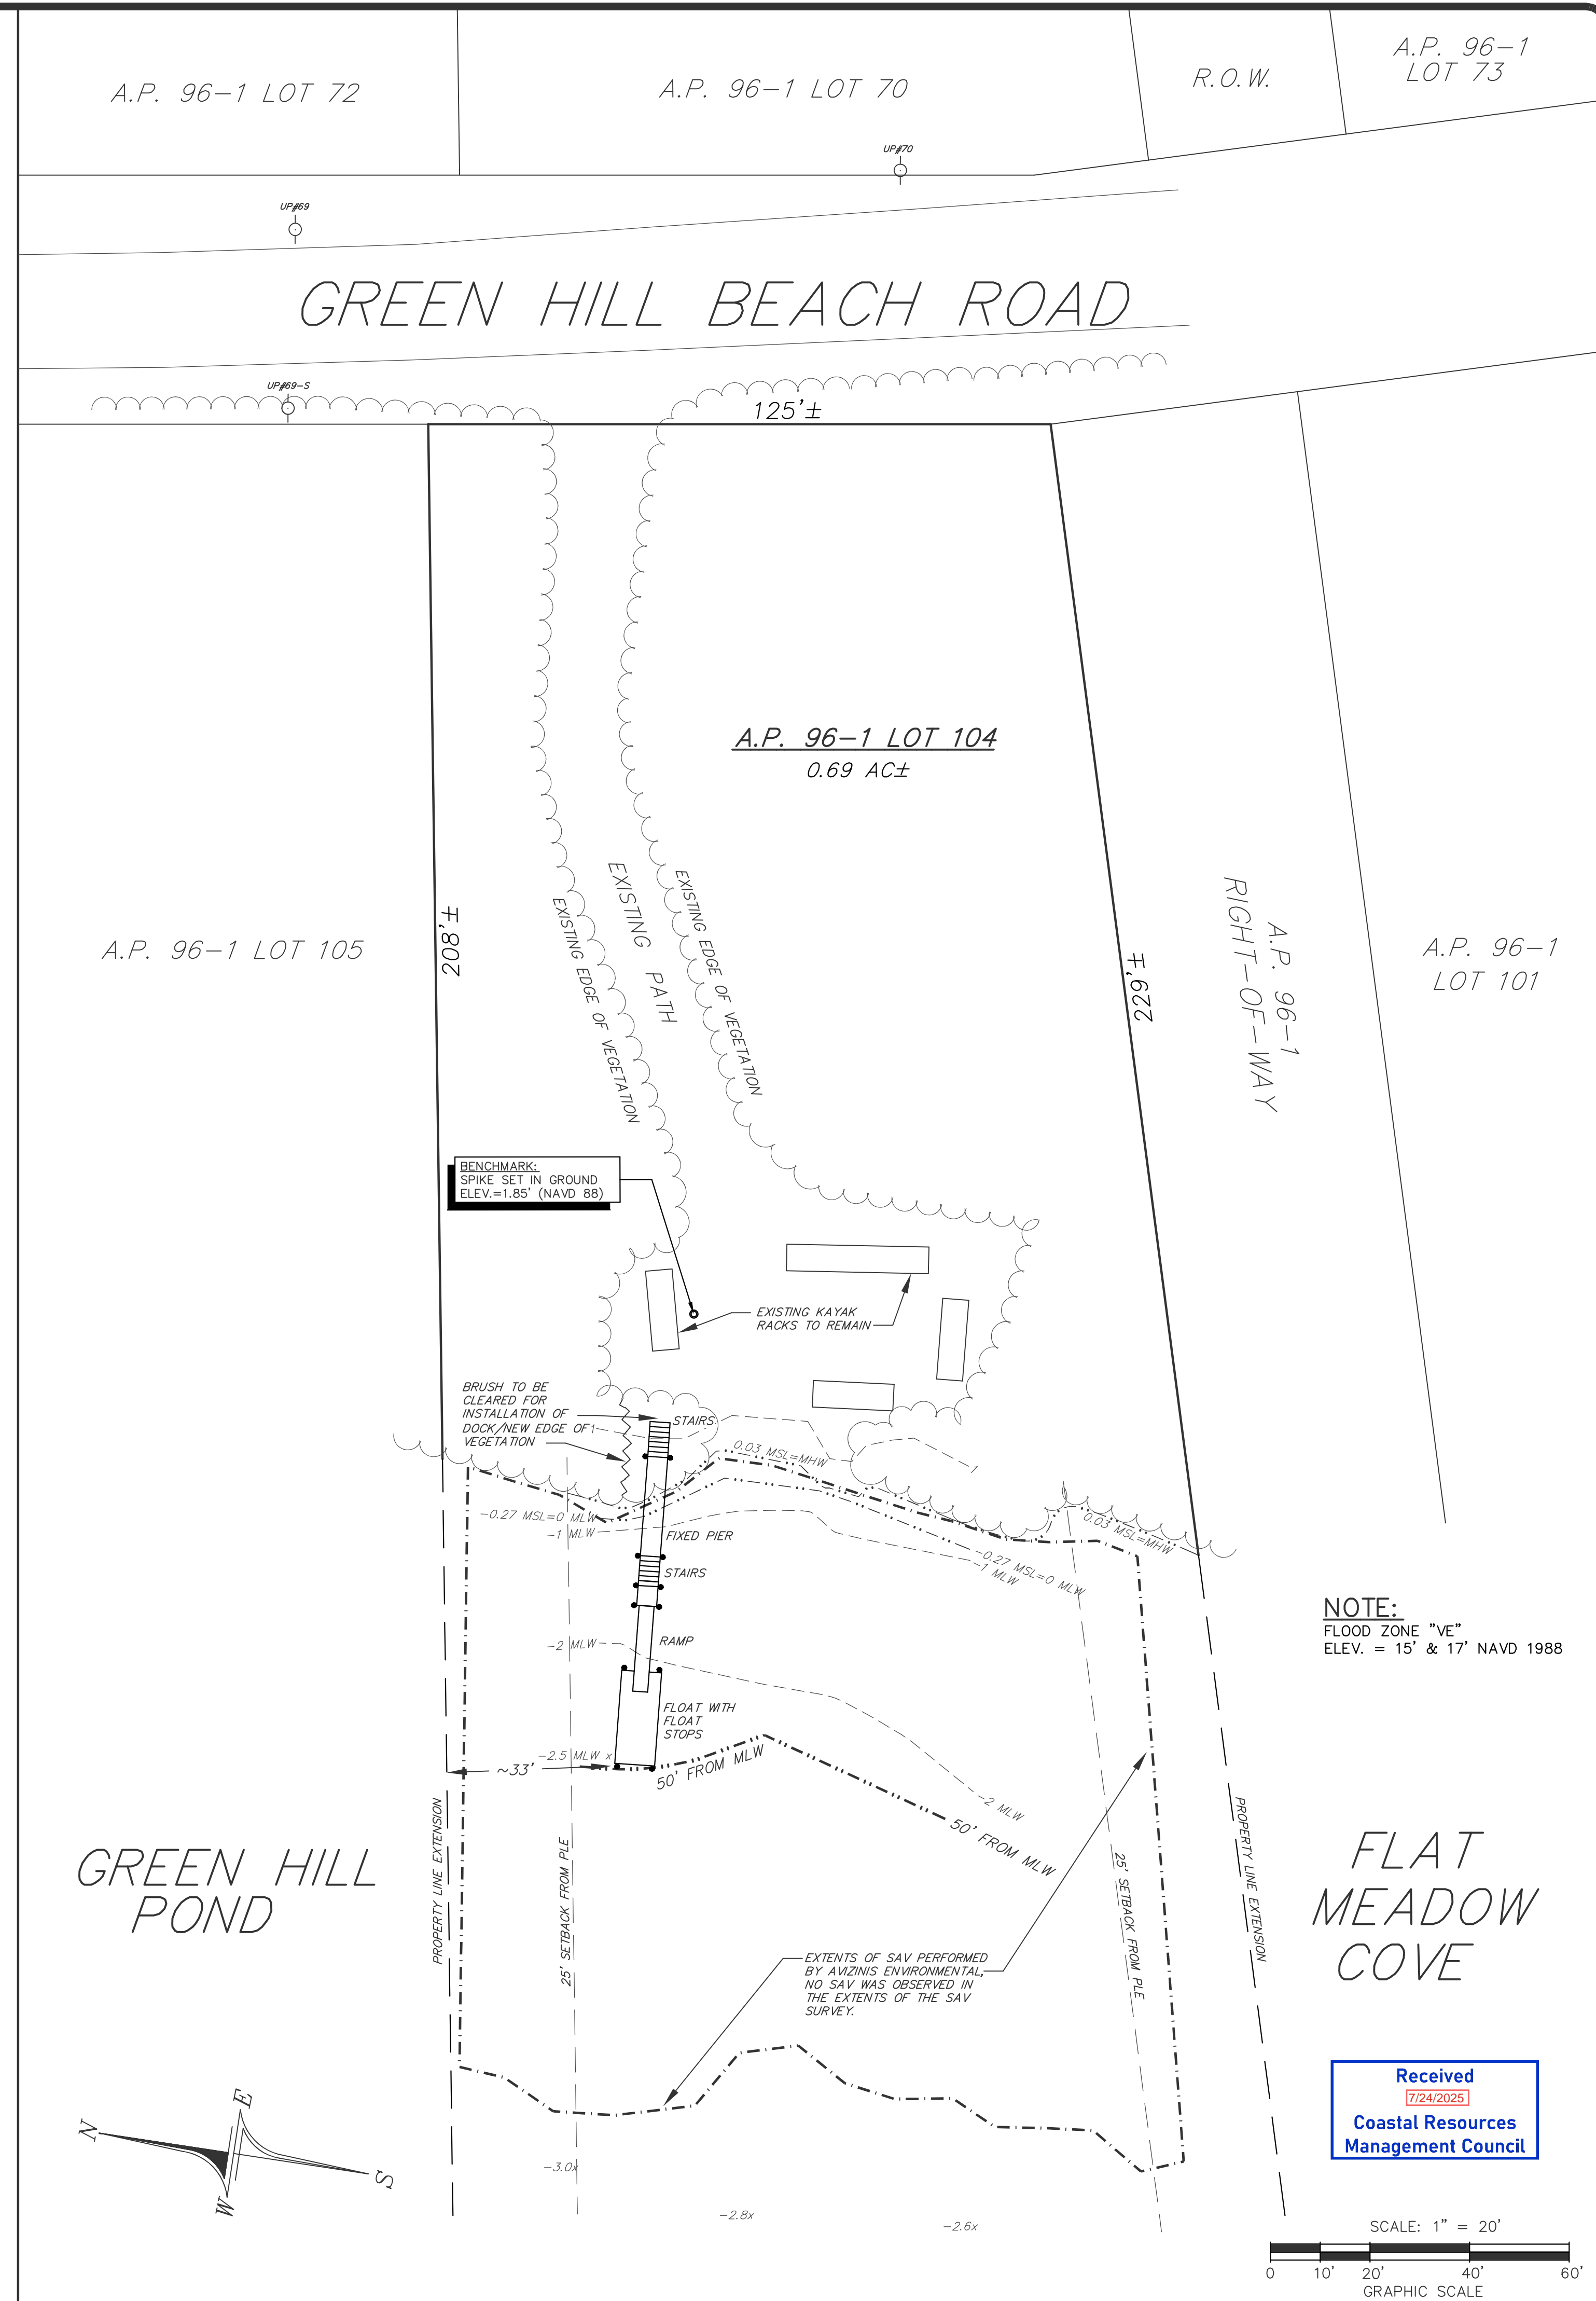 A.P. 96-1 LOT 72
A.P. 96-1 LOT 70
R.O.W.
A.P. 96-1
LOT 73
UP#70
UP#69
GREEN HILL BEACH ROAD
UP#69-S
125'±
A.P. 96-1 LOT 104
0.69 AC±
A.P. 96-1 LOT 105
208'±
EXISTING EDGE OF VEGETATION
EXISTING PATH
EXISTING EDGE OF VEGETATION
229'±
A.P. 96-1
RIGHT-OF-WAY
A.P. 96-1
LOT 101
BENCHMARK:
SPIKE SET IN GROUND
ELEV.=1.85' (NAVD 88)
EXISTING KAYAK
RACKS TO REMAIN
BRUSH TO BE
CLEARED FOR
INSTALLATION OF
DOCK/NEW EDGE OF
VEGETATION
1
STAIRS
0.03 MSL=MHW
1
-0.27 MSL=0 MLW
-1 MLW
FIXED PIER
0.03 MSL=MHW
-0.27 MSL=0 MLW
-1 MLW
STAIRS
-2 MLW
RAMP
NOTE:
FLOOD ZONE "VE"
ELEV. = 15' & 17' NAVD 1988
FLOAT WITH
FLOAT
STOPS
-2.5 MLW x
~33'
50' FROM MLW
-2 MLW
50' FROM MLW
GREEN HILL
POND
PROPERTY LINE EXTENSION
25' SETBACK FROM PLE
25' SETBACK FROM PLE
PROPERTY LINE EXTENSION
FLAT
MEADOW
COVE
EXTENTS OF SAV PERFORMED
BY AVIZINIS ENVIRONMENTAL,
NO SAV WAS OBSERVED IN
THE EXTENTS OF THE SAV
SURVEY.
N
E
S
W
Received
7/24/2025
Coastal Resources
Management Council
-3.0x
-2.8x
-2.6x
SCALE: 1" = 20'
0 10' 20' 40' 60'
GRAPHIC SCALE